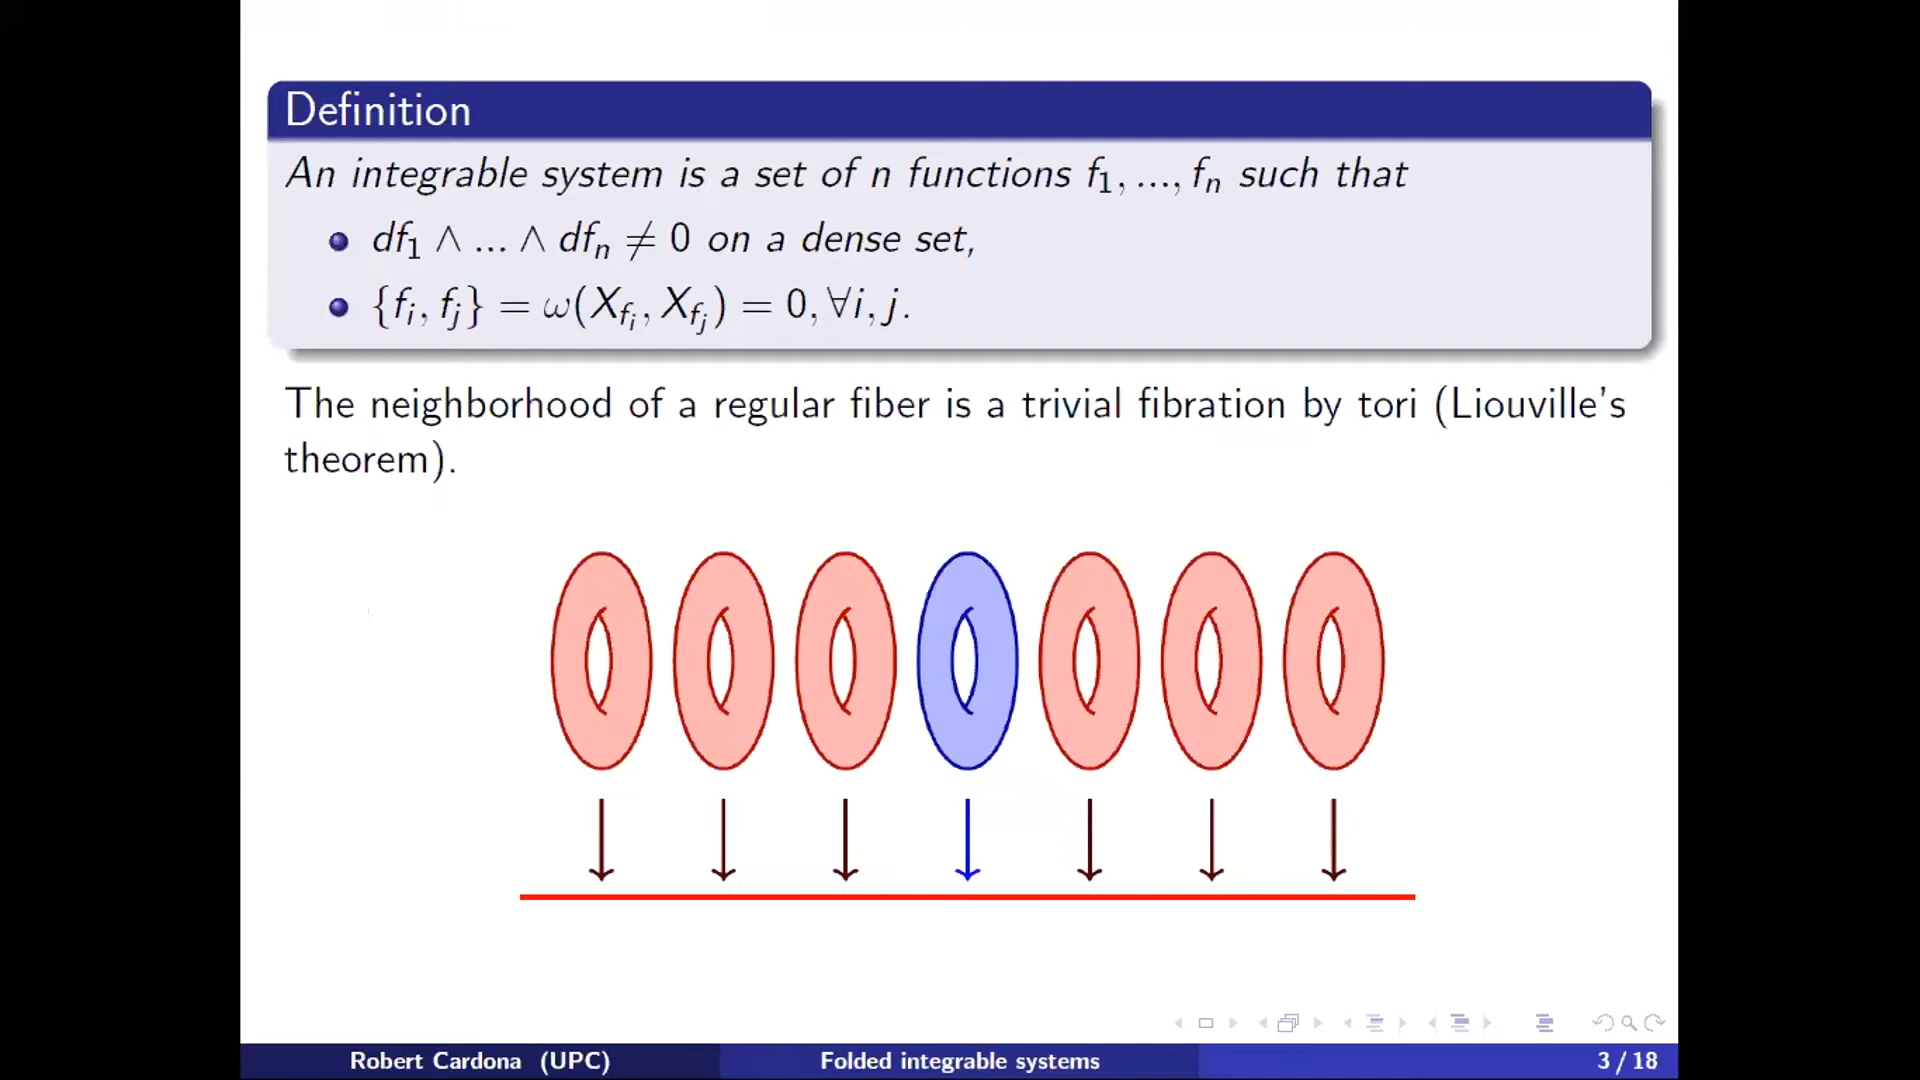 Definition
An integrable system is a set of n functions f₁, ..., fₙ such that
df₁ ∧ ... ∧ dfₙ ≠ 0 on a dense set,
{fᵢ, fⱼ} = ω(X_{fᵢ}, X_{fⱼ}) = 0, ∀i, j.
The neighborhood of a regular fiber is a trivial fibration by tori (Liouville's
theorem).
Robert Cardona (UPC)
Folded integrable systems
3 / 18